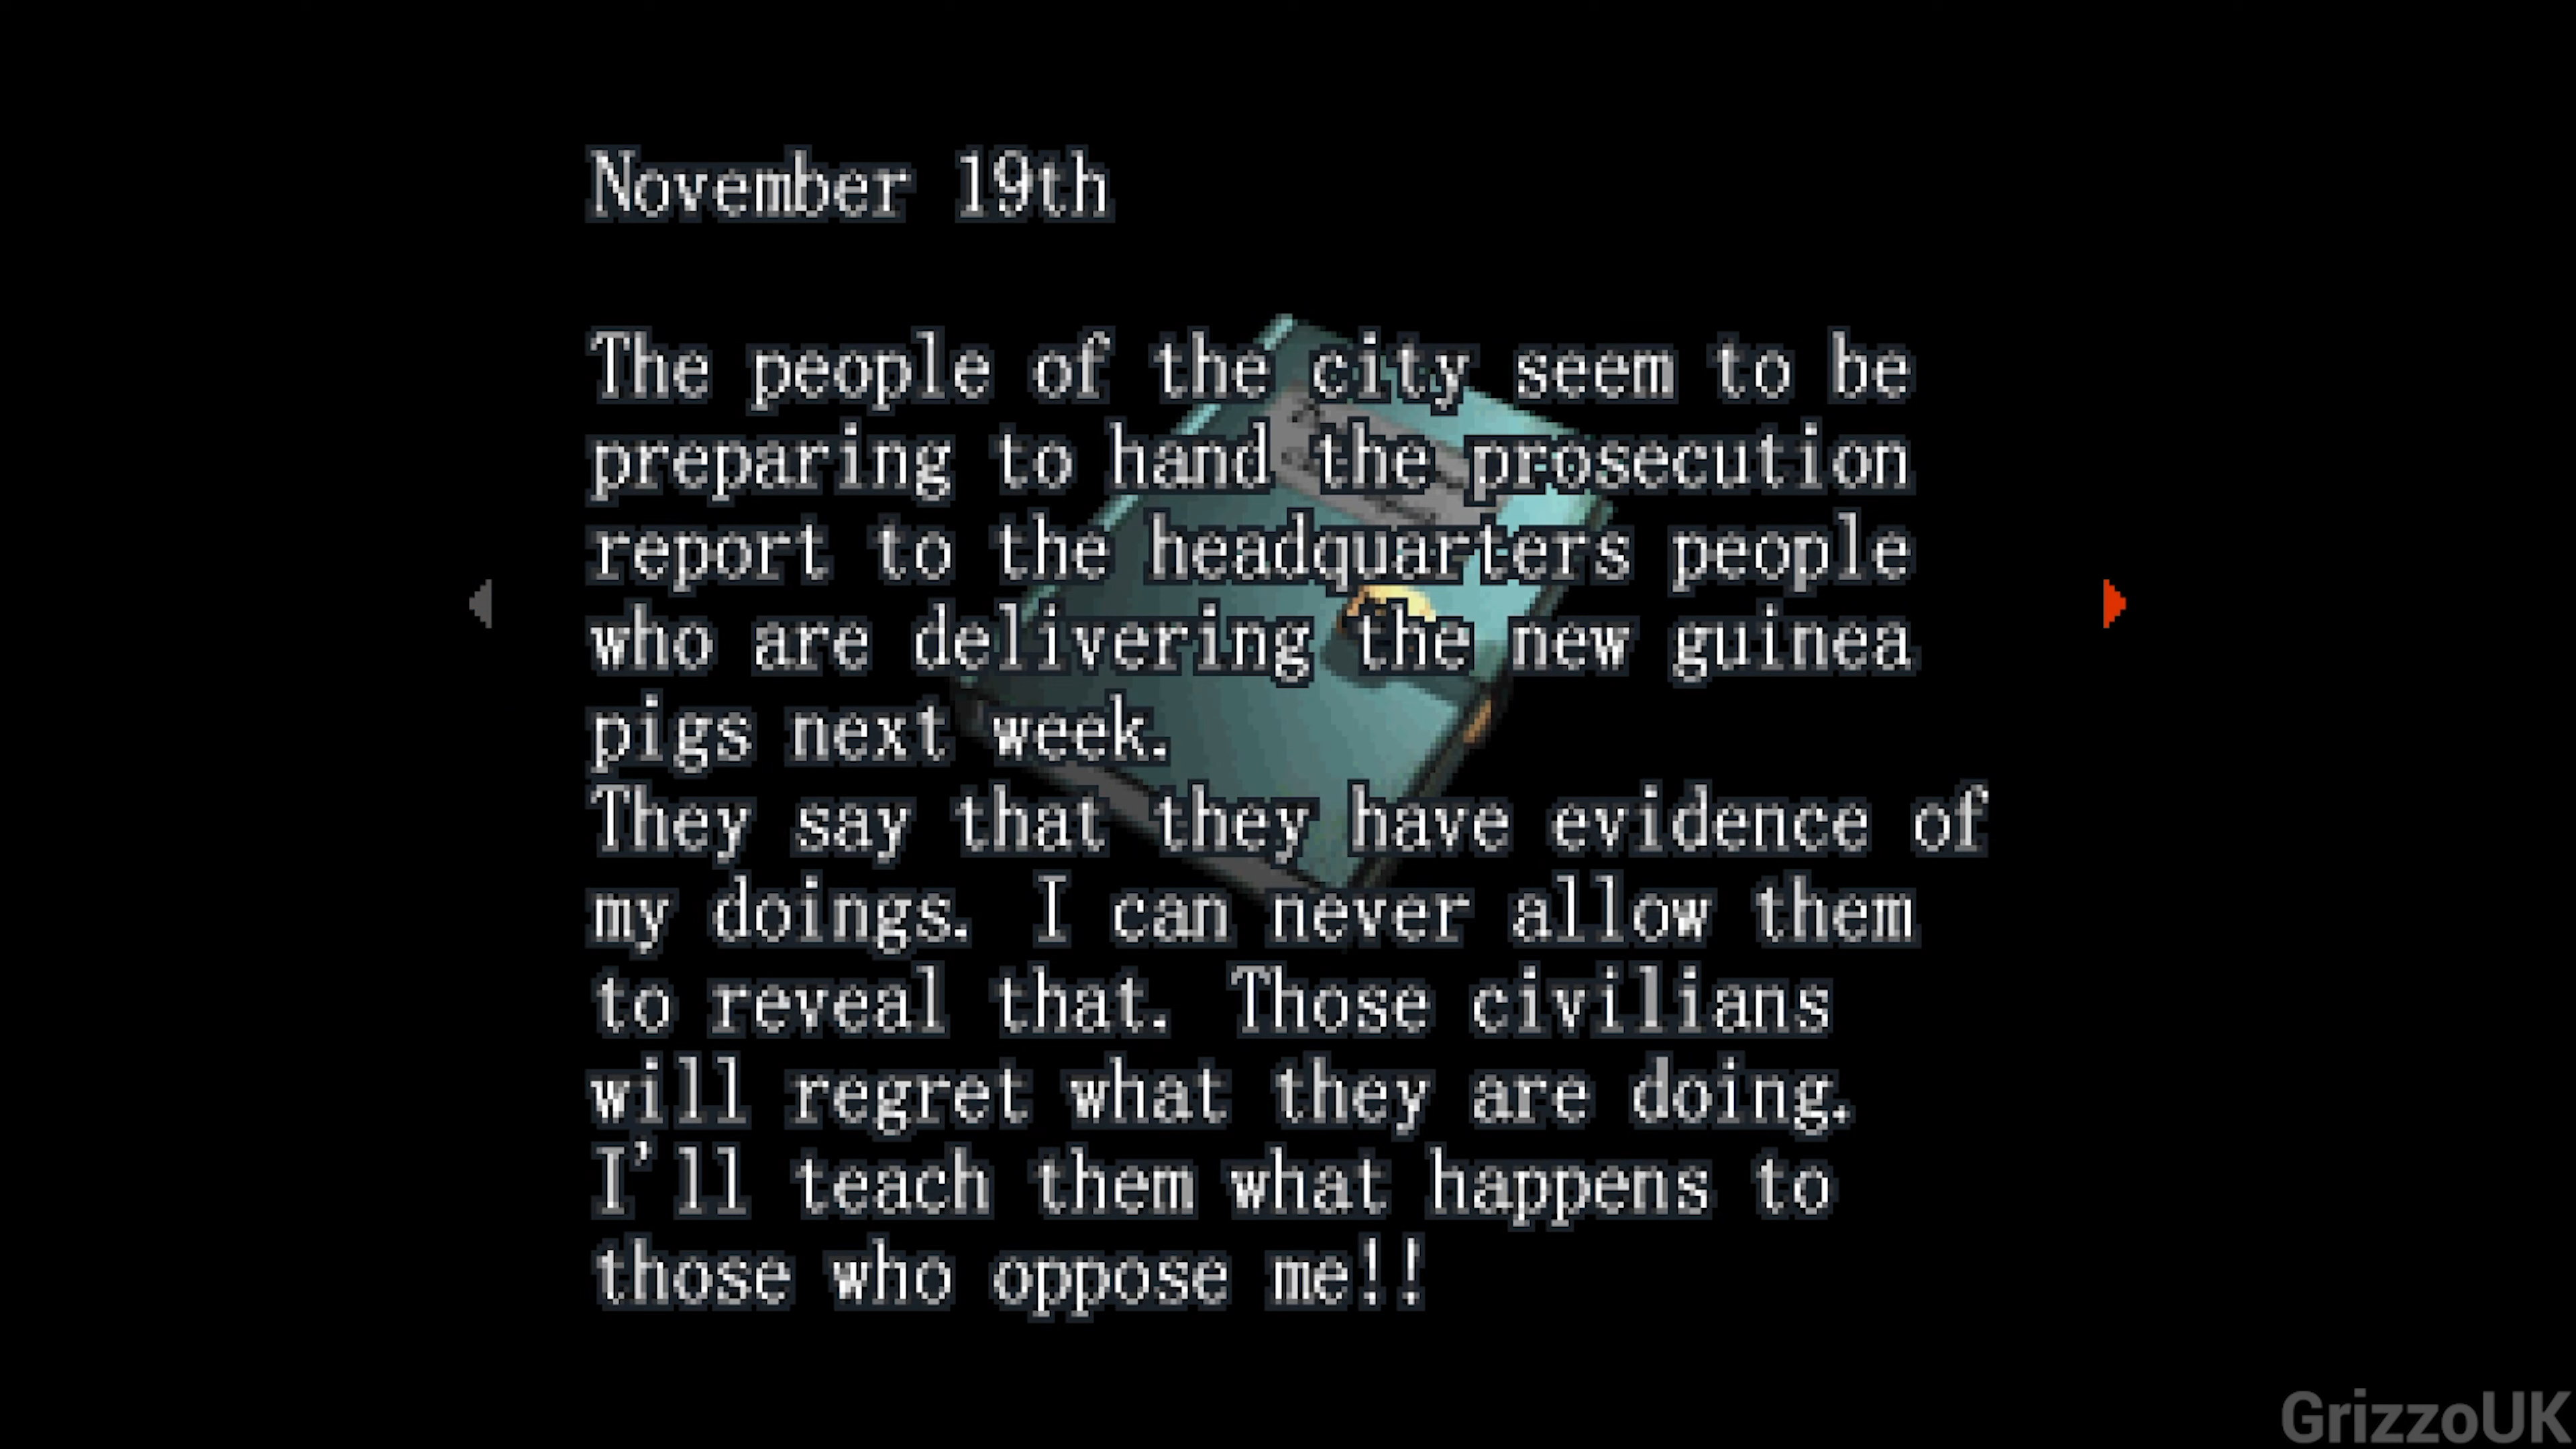 November 19th
The people of the city seem to be
preparing to hand the prosecution
report to the headquarters people
who are delivering the new guinea
pigs next week.
They say that they have evidence of
my doings. I can never allow them
to reveal that. Those civilians
will regret what they are doing.
I'll teach them what happens to
those who oppose me!!
GrizzoUK